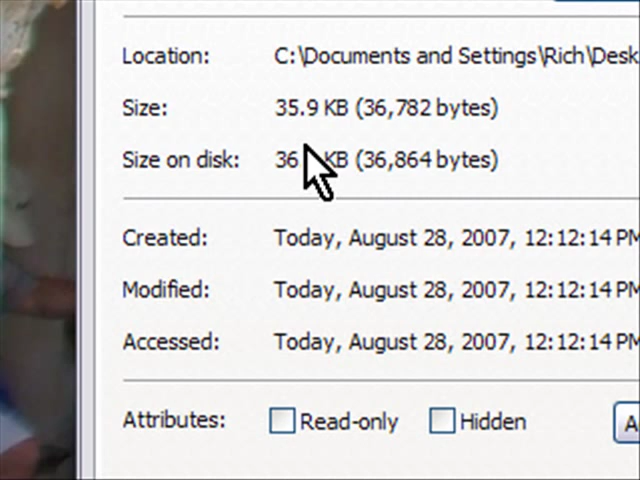 Location: C:\Documents and Settings\Rich\Desk
Size: 35.9 KB (36,782 bytes)
Size on disk: 36 KB (36,864 bytes)
Created: Today, August 28, 2007, 12:12:14 PM
Modified: Today, August 28, 2007, 12:12:14 PM
Accessed: Today, August 28, 2007, 12:12:14 PM
Attributes: Read-only Hidden A